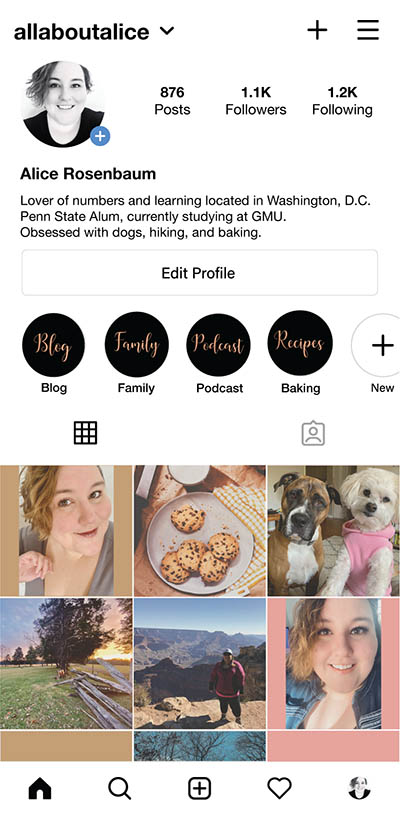 allaboutalice
876 1.1K 1.2K
Posts Followers Following
Alice Rosenbaum
Lover of numbers and learning located in Washington, D.C.
Penn State Alum, currently studying at GMU.
Obsessed with dogs, hiking, and baking.
Edit Profile
Blog Family Podcast Recipes
Blog Family Podcast Baking New